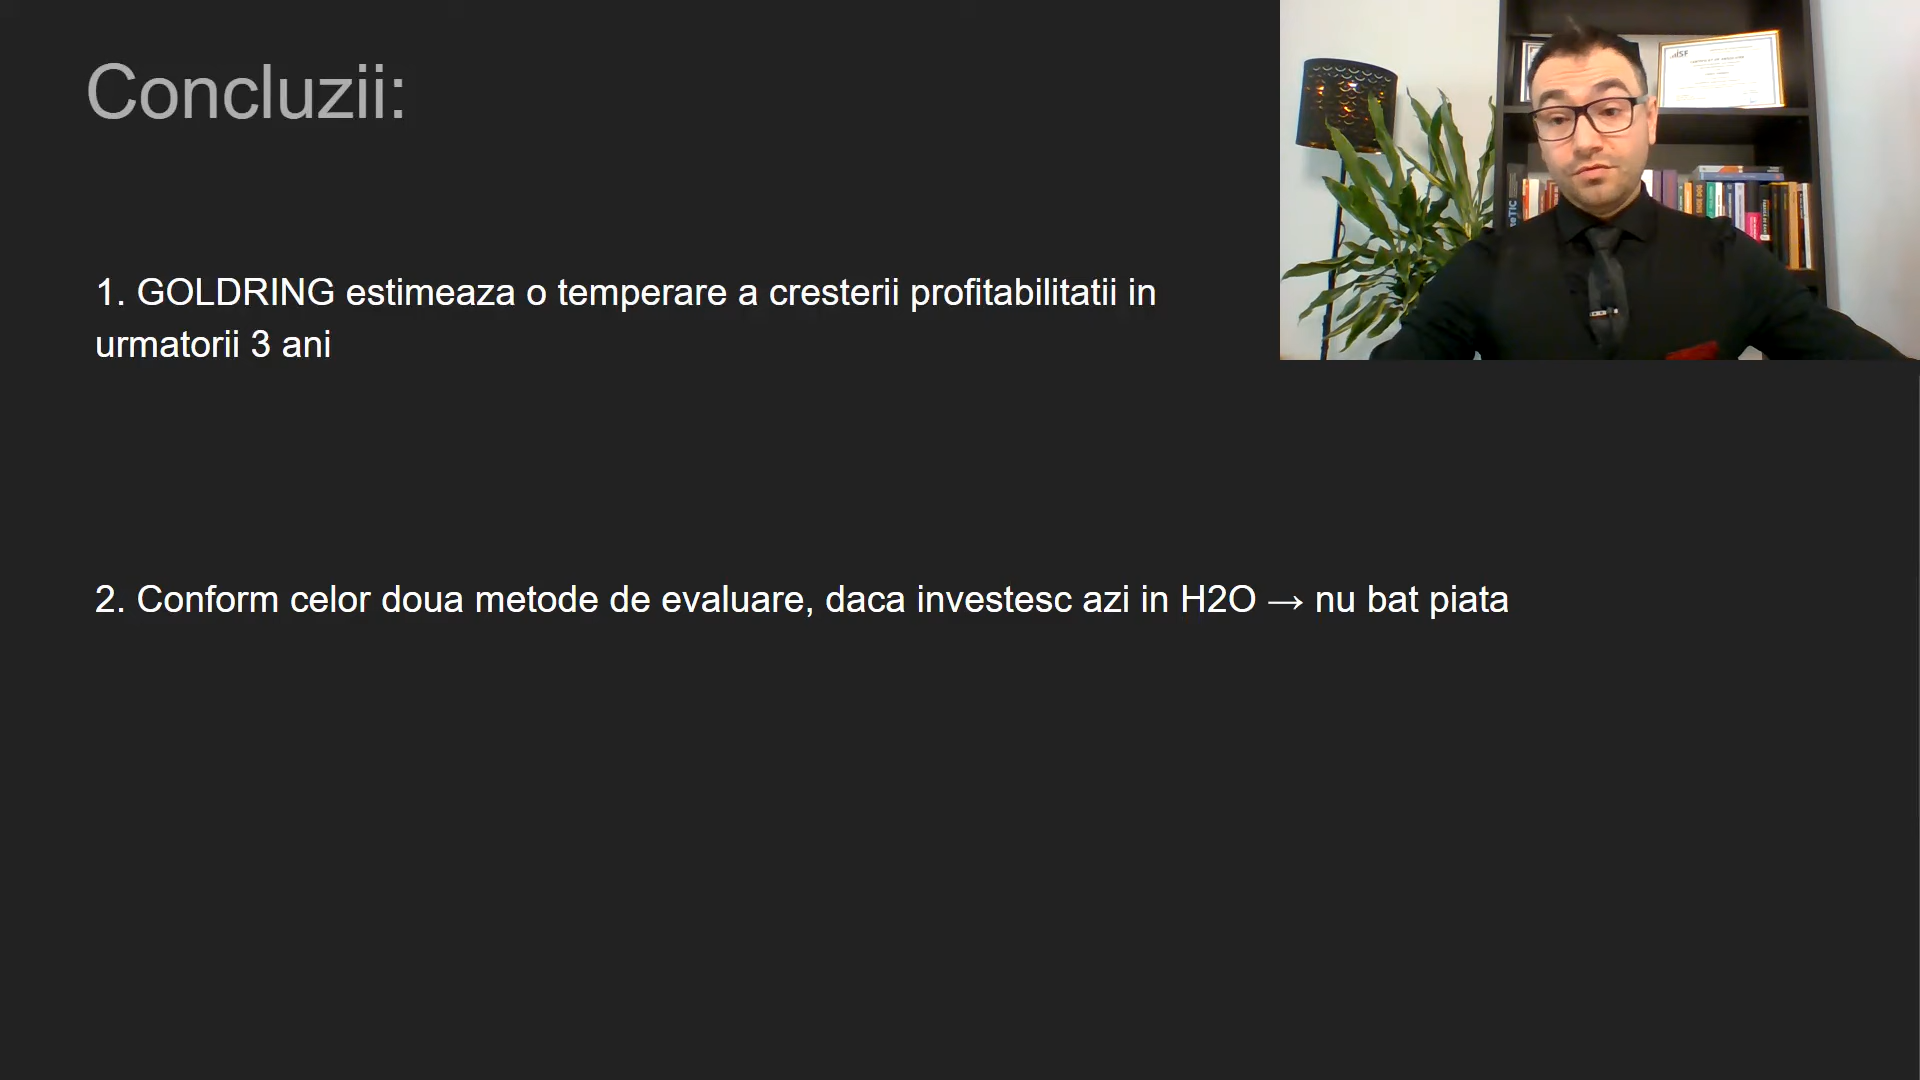 Concluzii:
1. GOLDRING estimeaza o temperare a cresterii profitabilitatii in
urmatorii 3 ani
2. Conform celor doua metode de evaluare, daca investesc azi in H2O → nu bat piata